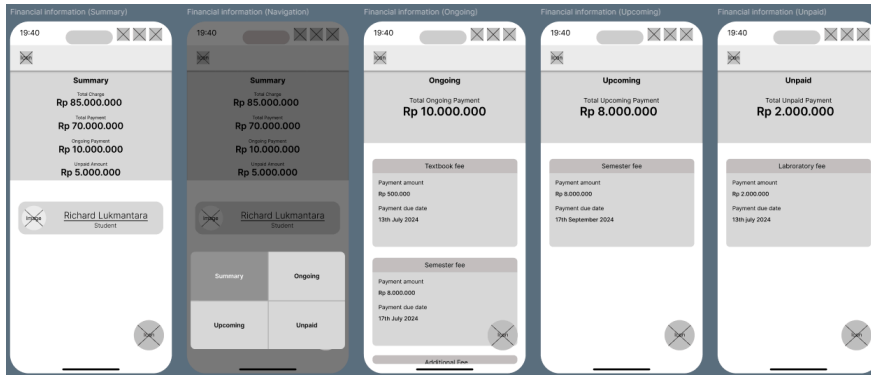 Financial information (Summary)
19:40
Icon
Summary
Total Charge
Rp 85.000.000
Total Payment
Rp 70.000.000
Ongoing Payment
Rp 10.000.000
Unpaid Amount
Rp 5.000.000
Image
Richard Lukmantara
Student
Icon
Financial information (Navigation)
19:40
Icon
Summary
Total Charge
Rp 85.000.000
Total Payment
Rp 70.000.000
Ongoing Payment
Rp 10.000.000
Unpaid Amount
Rp 5.000.000
Image
Richard Lukmantara
Student
Summary
Ongoing
Upcoming
Unpaid
Financial information (Ongoing)
19:40
Icon
Ongoing
Total Ongoing Payment
Rp 10.000.000
Textbook fee
Payment amount
Rp 500.000
Payment due date
13th July 2024
Semester fee
Payment amount
Rp 8.000.000
Payment due date
17th July 2024
Icon
Additional Fee
Financial information (Upcoming)
19:40
Icon
Upcoming
Total Upcoming Payment
Rp 8.000.000
Semester fee
Payment amount
Rp 8.000.000
Payment due date
17th September 2024
Icon
Financial information (Unpaid)
19:40
Icon
Unpaid
Total Unpaid Payment
Rp 2.000.000
Labroratory fee
Payment amount
Rp 2.000.000
Payment due date
13th july 2024
Icon